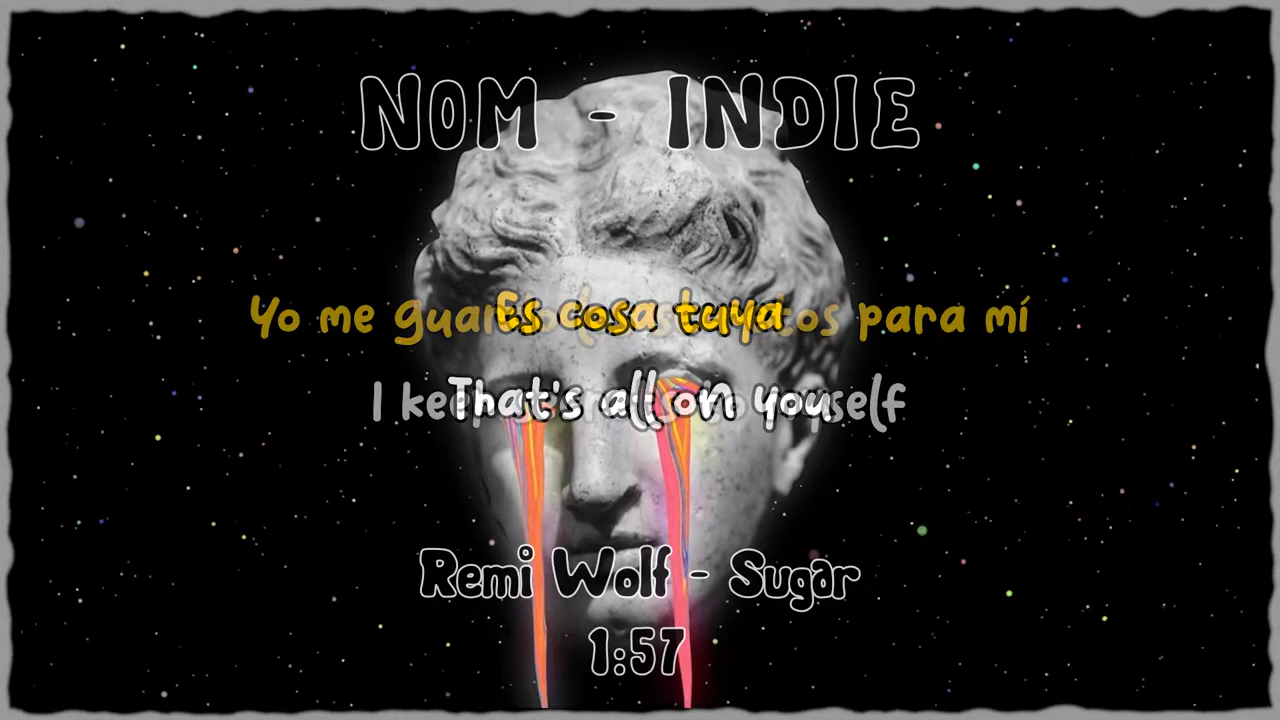 NOM - INDIE
Es cosa tuya
Yo me para mí
That's all on you
I
Remi Wolf - Sugar
1:57